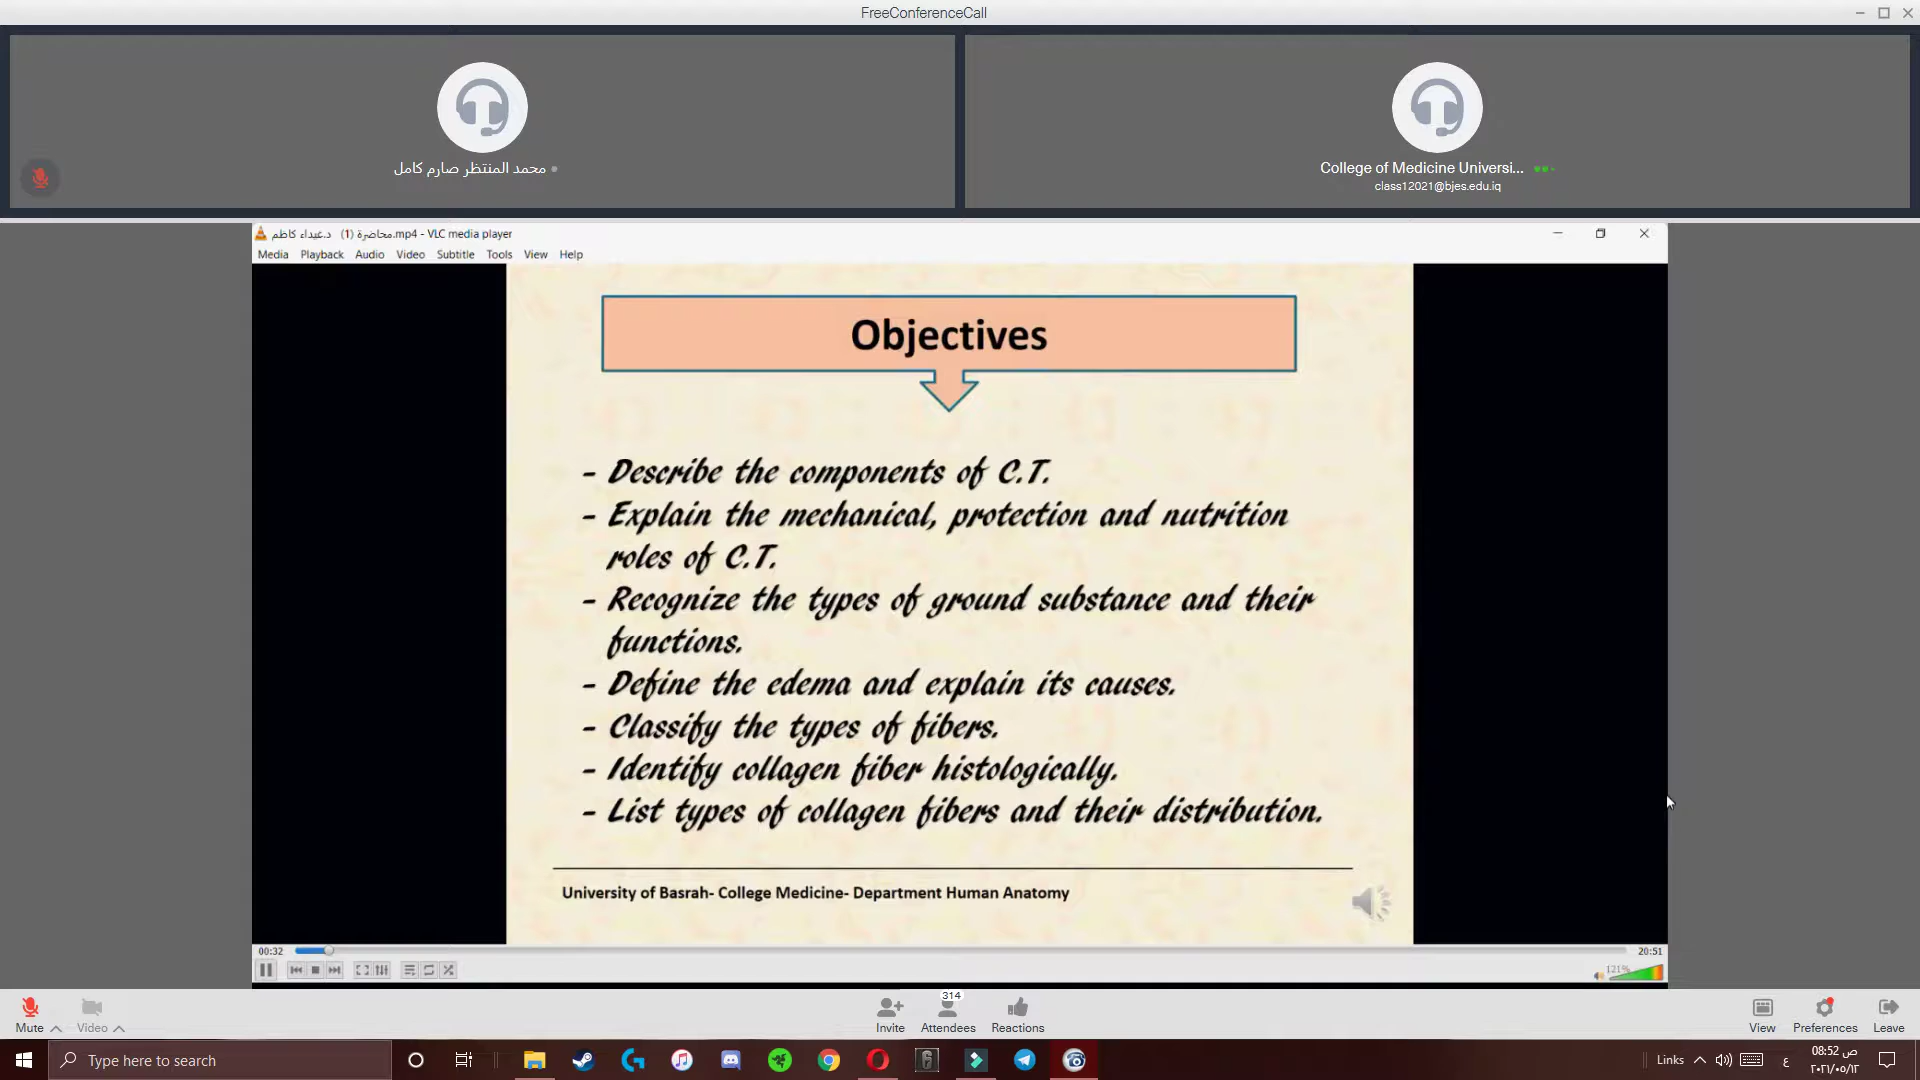 FreeConferenceCall
محمد المنتظر صارم كامل
College of Medicine Universi...
class12021@bjes.edu.iq
محاضرة (1) د.غيداء كاظم.mp4 - VLC media player
Media Playback Audio Video Subtitle Tools View Help
Objectives
- Describe the components of C.T.
- Explain the mechanical, protection and nutrition
roles of C.T.
- Recognize the types of ground substance and their
functions.
- Define the edema and explain its causes.
- Classify the types of fibers.
- Identify collagen fiber histologically.
- List types of collagen fibers and their distribution.
University of Basrah- College Medicine- Department Human Anatomy
00:32
20:51
121%
314
Mute Video Invite Attendees Reactions View Preferences Leave
Type here to search
Links
ع
08:52 ص
٢٠٢١/٠٥/١٢